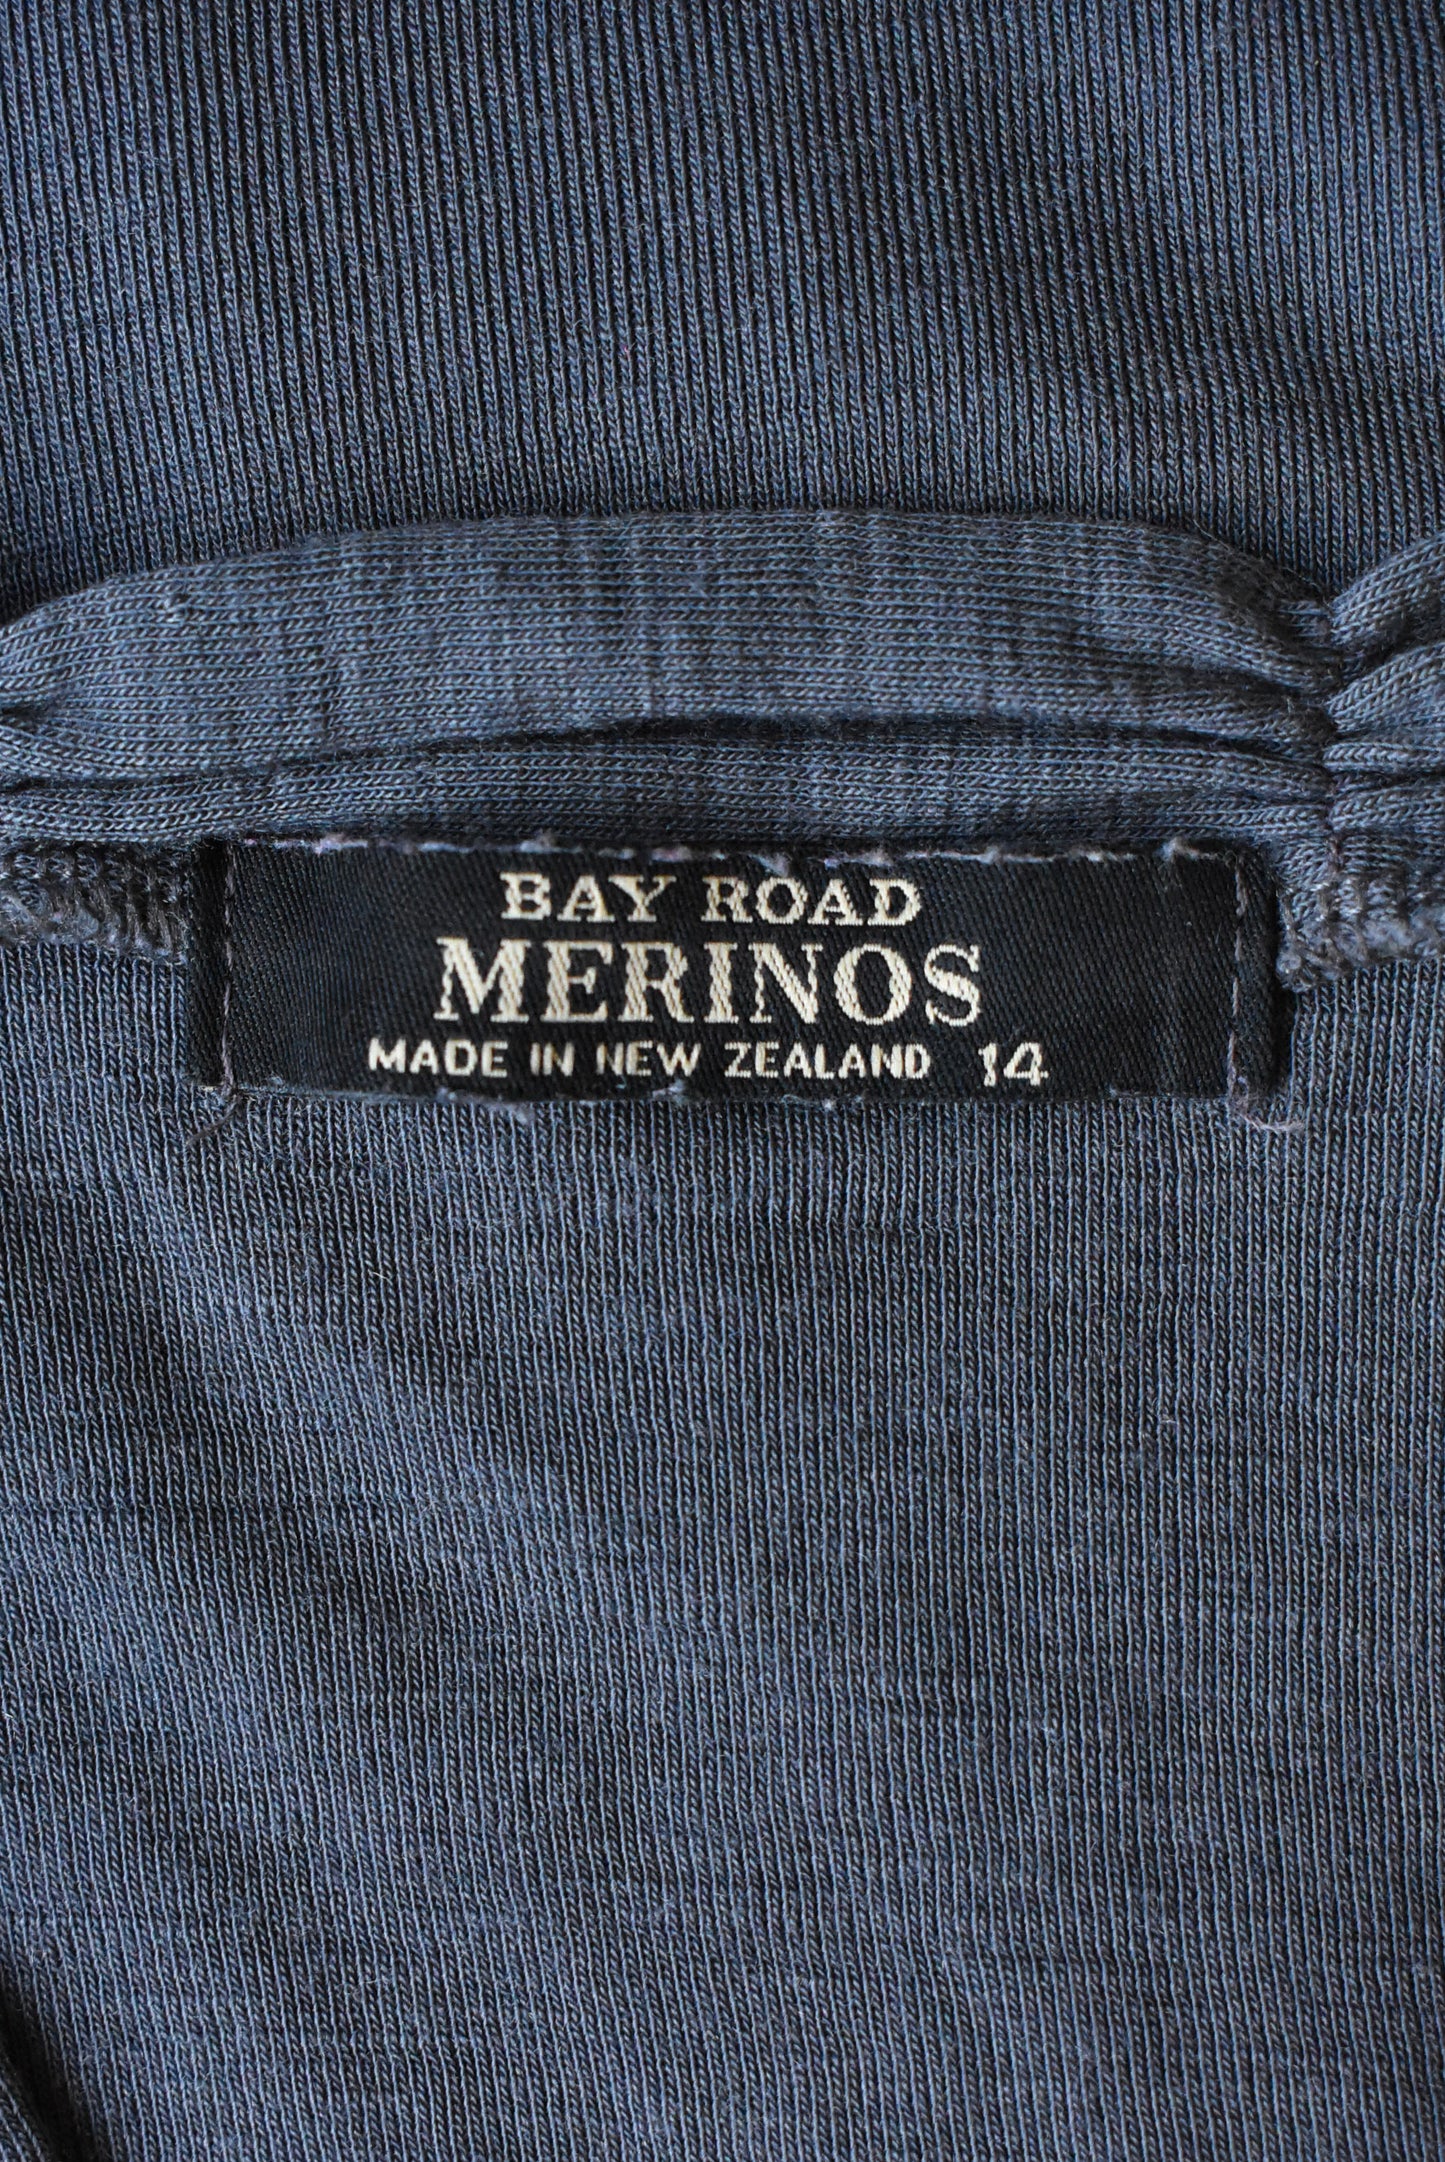 BAY ROAD
MERINOS
MADE IN NEW ZEALAND 14